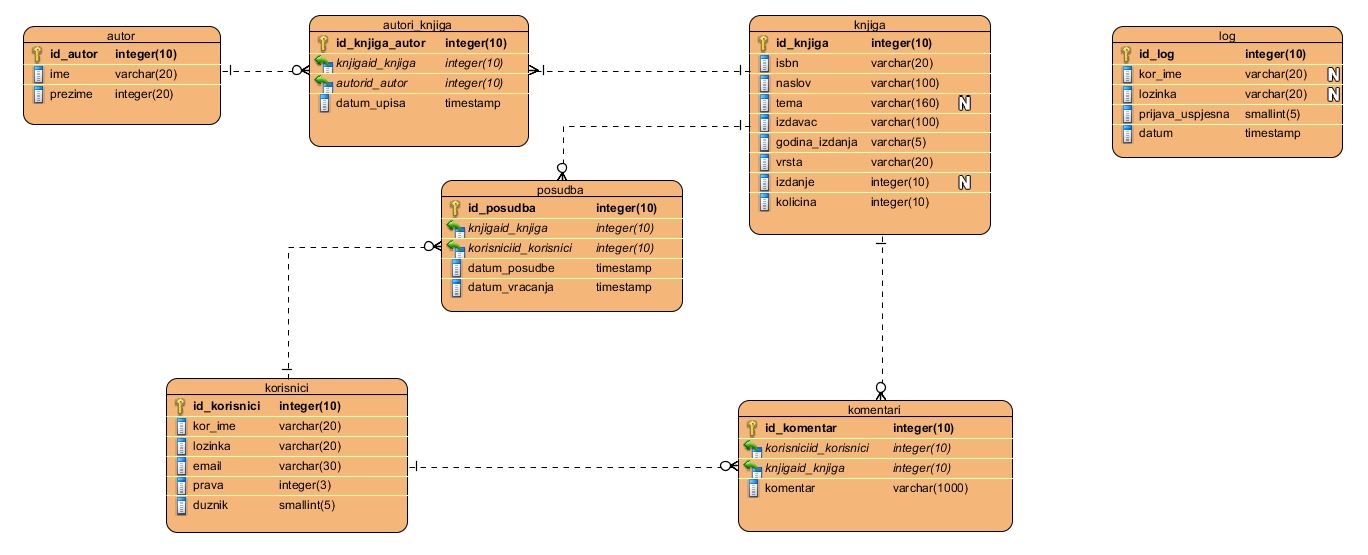 autor
id_autor integer(10)
ime varchar(20)
prezime integer(20)
autori_knjiga
id_knjiga_autor integer(10)
knjigaid_knjiga integer(10)
autorid_autor integer(10)
datum_upisa timestamp
knjiga
id_knjiga integer(10)
isbn varchar(20)
naslov varchar(100)
tema varchar(160) N
izdavac varchar(100)
godina_izdanja varchar(5)
vrsta varchar(20)
izdanje integer(10) N
kolicina integer(10)
log
id_log integer(10)
kor_ime varchar(20) N
lozinka varchar(20) N
prijava_uspjesna smallint(5)
datum timestamp
posudba
id_posudba integer(10)
knjigaid_knjiga integer(10)
korisniciid_korisnici integer(10)
datum_posudbe timestamp
datum_vracanja timestamp
korisnici
id_korisnici integer(10)
kor_ime varchar(20)
lozinka varchar(20)
email varchar(30)
prava integer(3)
duznik smallint(5)
komentari
id_komentar integer(10)
korisniciid_korisnici integer(10)
knjigaid_knjiga integer(10)
komentar varchar(1000)